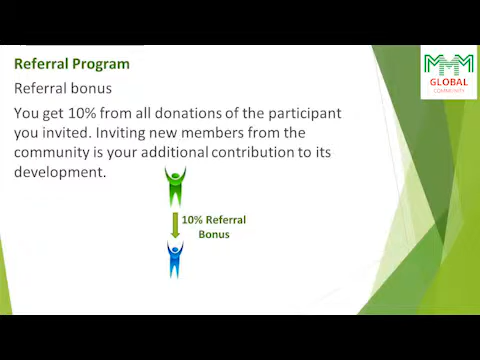 Referral Program
Referral bonus
You get 10% from all donations of the participant
you invited. Inviting new members from the
community is your additional contribution to its
development.
10% Referral
Bonus
MMM
GLOBAL
COMMUNITY